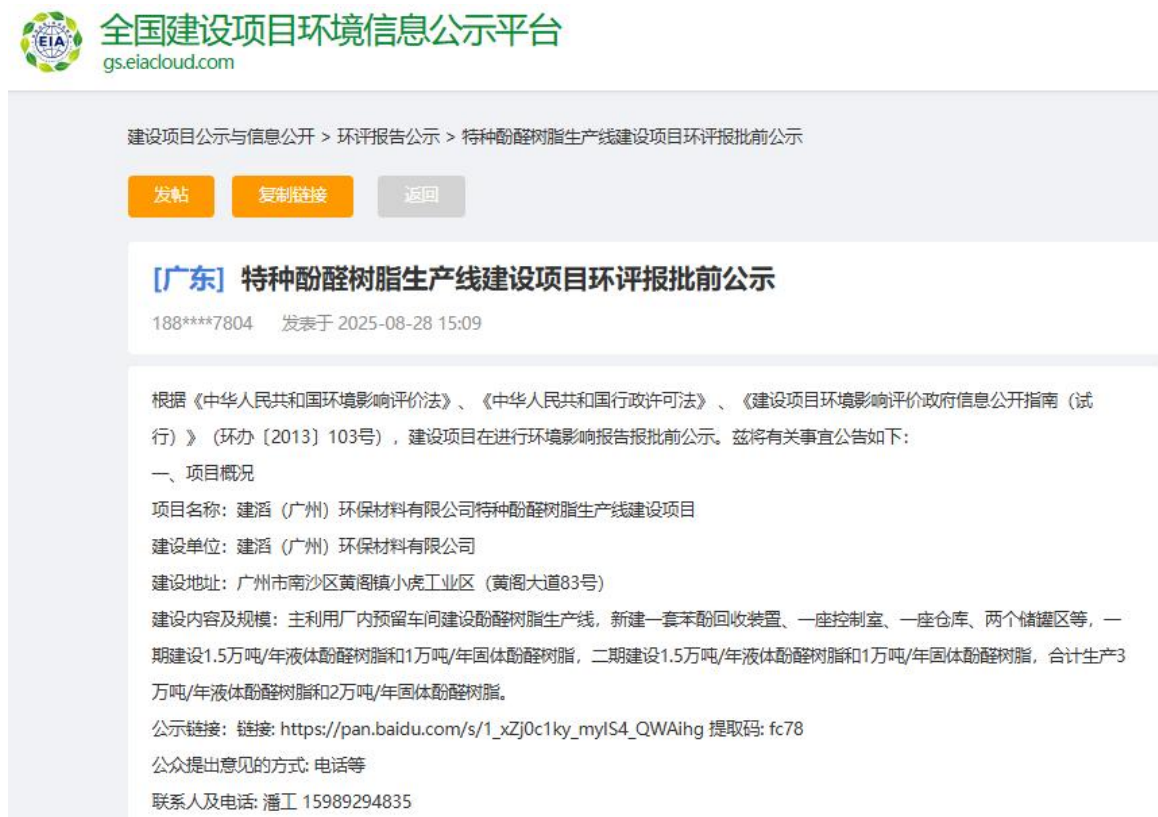 EIA
全国建设项目环境信息公示平台
gs.eiacloud.com
建设项目公示与信息公开 > 环评报告公示 > 特种酚醛树脂生产线建设项目环评报批前公示
发帖 复制链接 返回
[广东] 特种酚醛树脂生产线建设项目环评报批前公示
188****7804 发表于 2025-08-28 15:09
根据《中华人民共和国环境影响评价法》、《中华人民共和国行政许可法》 、《建设项目环境影响评价政府信息公开指南（试
行）》（环办〔2013〕103号），建设项目在进行环境影响报告报批前公示。兹将有关事宜公告如下：
一、项目概况
项目名称：建滔（广州）环保材料有限公司特种酚醛树脂生产线建设项目
建设单位：建滔（广州）环保材料有限公司
建设地址：广州市南沙区黄阁镇小虎工业区（黄阁大道83号）
建设内容及规模：主利用厂内预留车间建设酚醛树脂生产线，新建一套苯酚回收装置、一座控制室、一座仓库、两个储罐区等，一
期建设1.5万吨/年液体酚醛树脂和1万吨/年固体酚醛树脂，二期建设1.5万吨/年液体酚醛树脂和1万吨/年固体酚醛树脂，合计生产3
万吨/年液体酚醛树脂和2万吨/年固体酚醛树脂。
公示链接：链接: https://pan.baidu.com/s/1_xZj0c1ky_myIS4_QWAihg 提取码: fc78
公众提出意见的方式: 电话等
联系人及电话: 潘工 15989294835